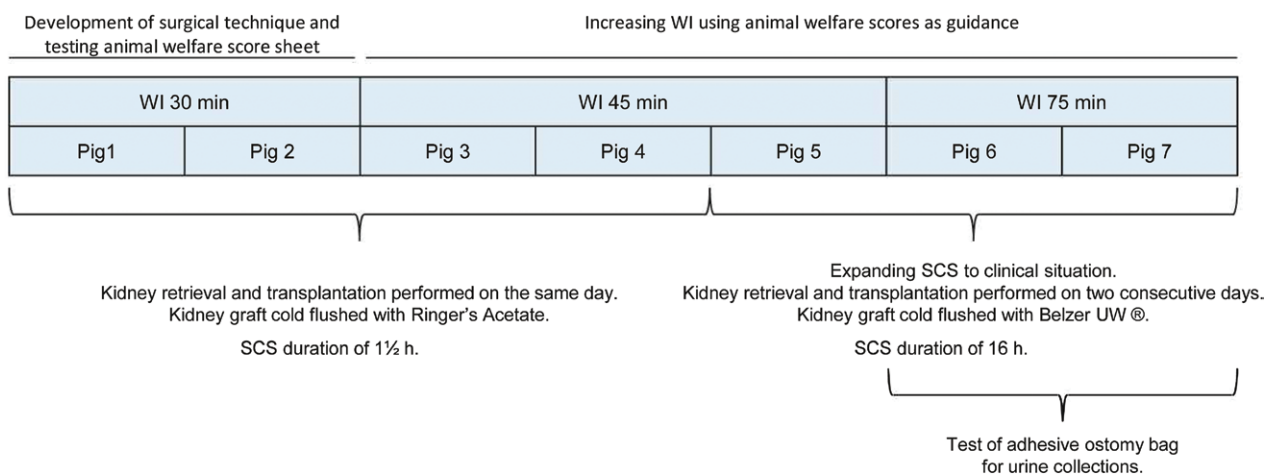 Development of surgical technique and
testing animal welfare score sheet
Increasing WI using animal welfare scores as guidance
WI 30 min
WI 45 min
WI 75 min
Pig1
Pig 2
Pig 3
Pig 4
Pig 5
Pig 6
Pig 7
Kidney retrieval and transplantation performed on the same day.
Kidney graft cold flushed with Ringer's Acetate.
SCS duration of 1½ h.
Expanding SCS to clinical situation.
Kidney retrieval and transplantation performed on two consecutive days.
Kidney graft cold flushed with Belzer UW ®.
SCS duration of 16 h.
Test of adhesive ostomy bag
for urine collections.